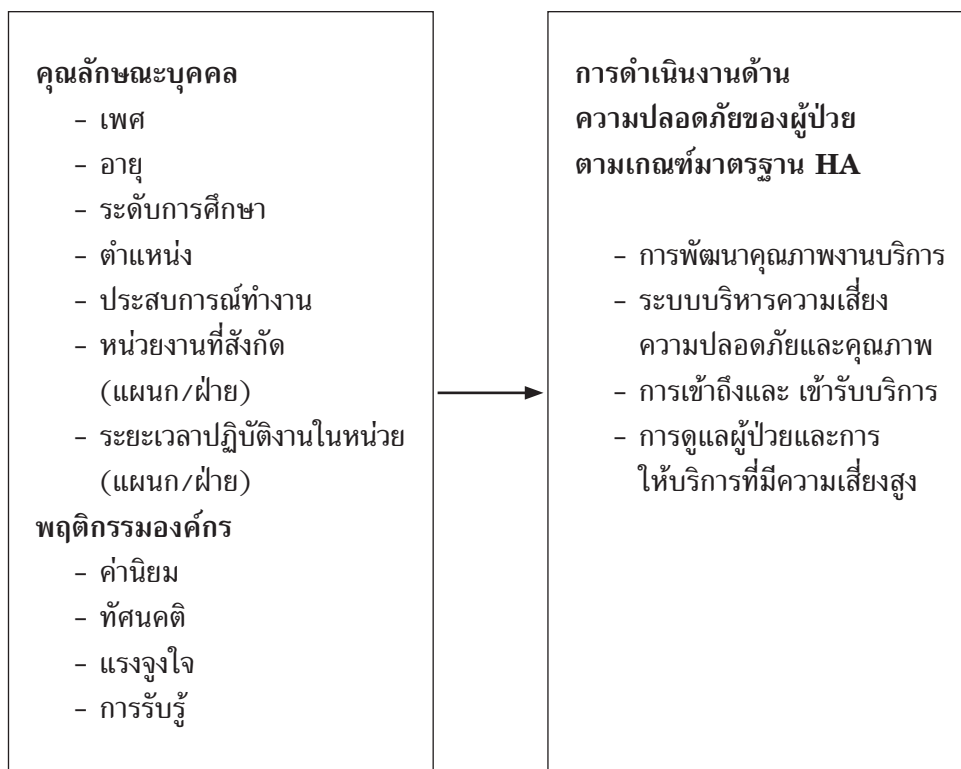 คุณลักษณะบุคคล
– เพศ
– อายุ
– ระดับการศึกษา
– ตำแหน่ง
– ประสบการณ์ทำงาน
– หน่วยงานที่สังกัด
(แผนก/ฝ่าย)
– ระยะเวลาปฏิบัติงานในหน่วย
(แผนก/ฝ่าย)
พฤติกรรมองค์กร
– ค่านิยม
– ทัศนคติ
– แรงจูงใจ
– การรับรู้
การดำเนินงานด้าน
ความปลอดภัยของผู้ป่วย
ตามเกณฑ์มาตรฐาน HA
– การพัฒนาคุณภาพงานบริการ
– ระบบบริหารความเสี่ยง
ความปลอดภัยและคุณภาพ
– การเข้าถึงและ เข้ารับบริการ
– การดูแลผู้ป่วยและการ
ให้บริการที่มีความเสี่ยงสูง